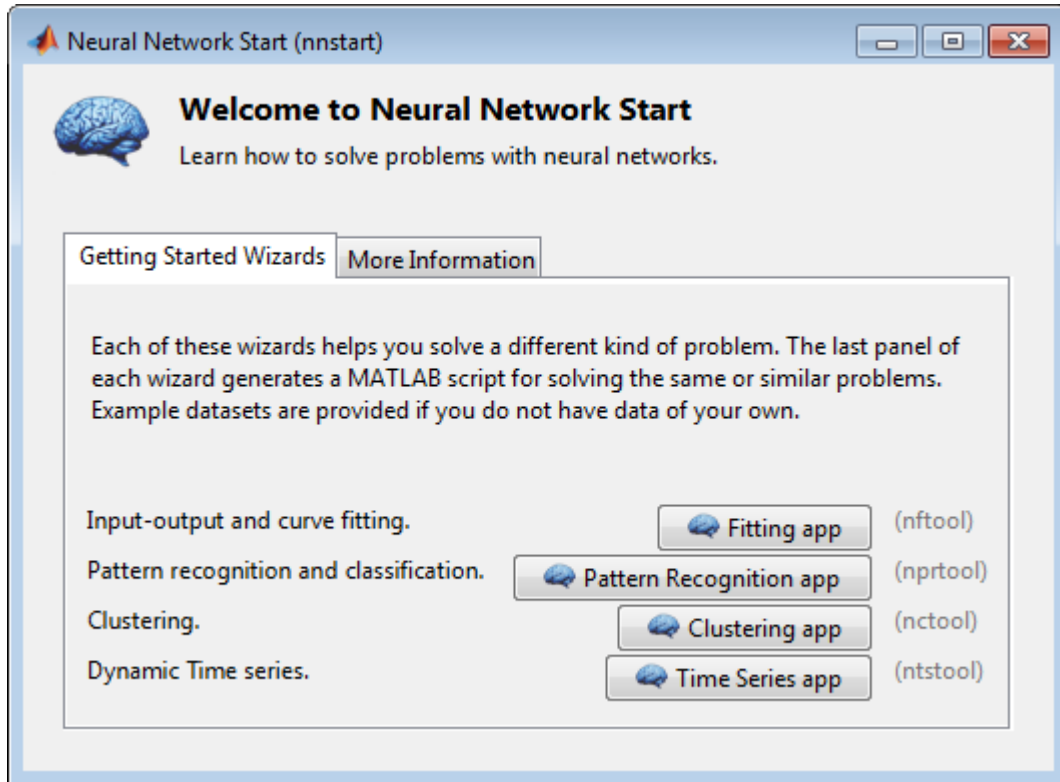 Neural Network Start (nnstart)
Welcome to Neural Network Start
Learn how to solve problems with neural networks.
Getting Started Wizards More Information
Each of these wizards helps you solve a different kind of problem. The last panel of
each wizard generates a MATLAB script for solving the same or similar problems.
Example datasets are provided if you do not have data of your own.
Input-output and curve fitting. Fitting app (nftool)
Pattern recognition and classification. Pattern Recognition app (nprtool)
Clustering. Clustering app (nctool)
Dynamic Time series. Time Series app (ntstool)